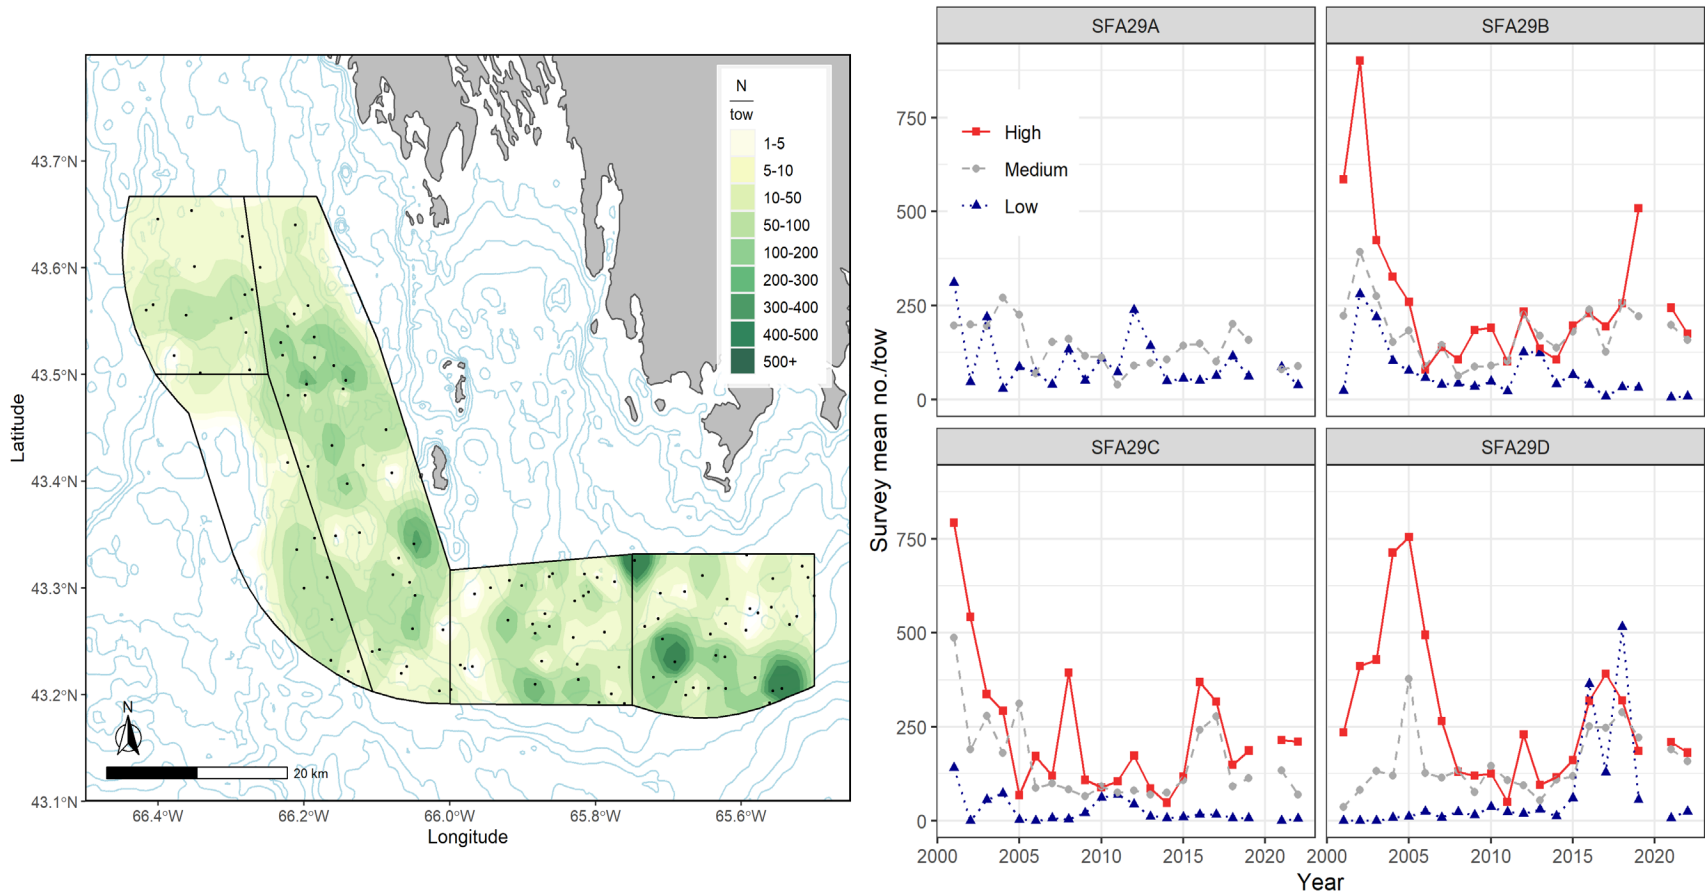 N
tow
1-5
5-10
10-50
50-100
100-200
200-300
300-400
400-500
500+
43.7°N
43.6°N
43.5°N
43.4°N
43.3°N
43.2°N
43.1°N
Latitude
N
20 km
66.4°W
66.2°W
66.0°W
65.8°W
65.6°W
Longitude
SFA29A
SFA29B
High
Medium
Low
750
500
250
0
SFA29C
SFA29D
750
500
250
0
Survey mean no./tow
2000
2005
2010
2015
2020
2000
2005
2010
2015
2020
Year